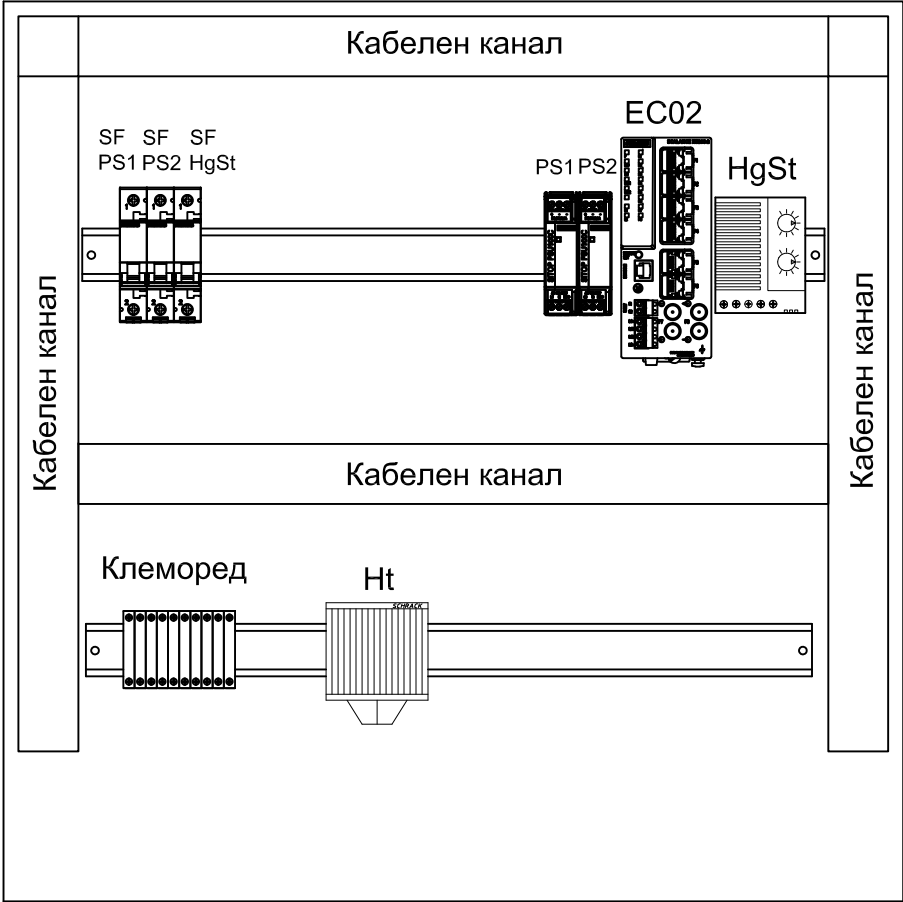 Кабелен канал
EC02
SF SF SF
PS1 PS2 HgSt
PS1 PS2
HgSt
Кабелен канал
Кабелен канал
Кабелен канал
Клеморед
Ht
SCHRACK